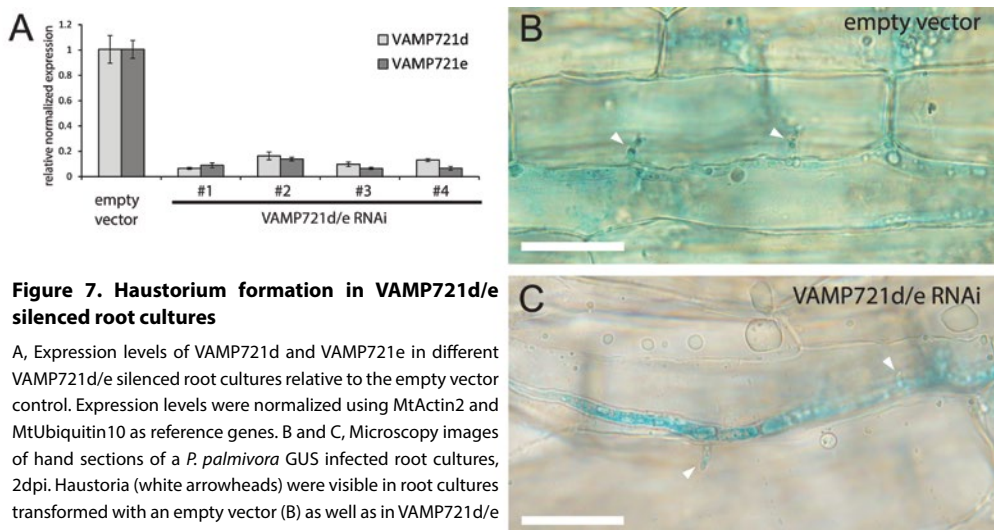 A
relative normalized expression
1.2
1
0.8
0.6
0.4
0.2
0
VAMP721d
VAMP721e
empty
vector
#1
#2
#3
#4
VAMP721d/e RNAi
B
empty vector
C
VAMP721d/e RNAi
Figure 7. Haustorium formation in VAMP721d/e
silenced root cultures
A, Expression levels of VAMP721d and VAMP721e in different
VAMP721d/e silenced root cultures relative to the empty vector
control. Expression levels were normalized using MtActin2 and
MtUbiquitin10 as reference genes. B and C, Microscopy images
of hand sections of a P. palmivora GUS infected root cultures,
2dpi. Haustoria (white arrowheads) were visible in root cultures
transformed with an empty vector (B) as well as in VAMP721d/e